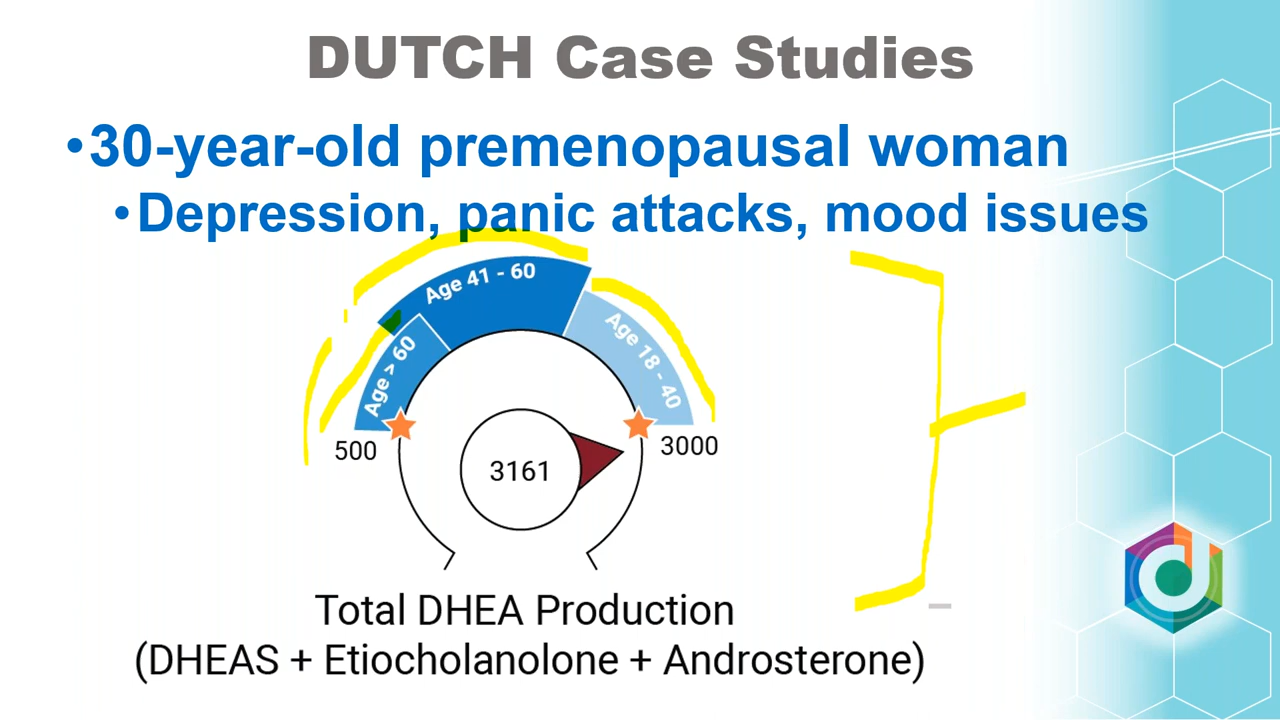 DUTCH Case Studies
•30-year-old premenopausal woman
•Depression, panic attacks, mood issues
Age > 60
Age 41 - 60
Age 18 - 40
500
3000
3161
Total DHEA Production
(DHEAS + Etiocholanolone + Androsterone)